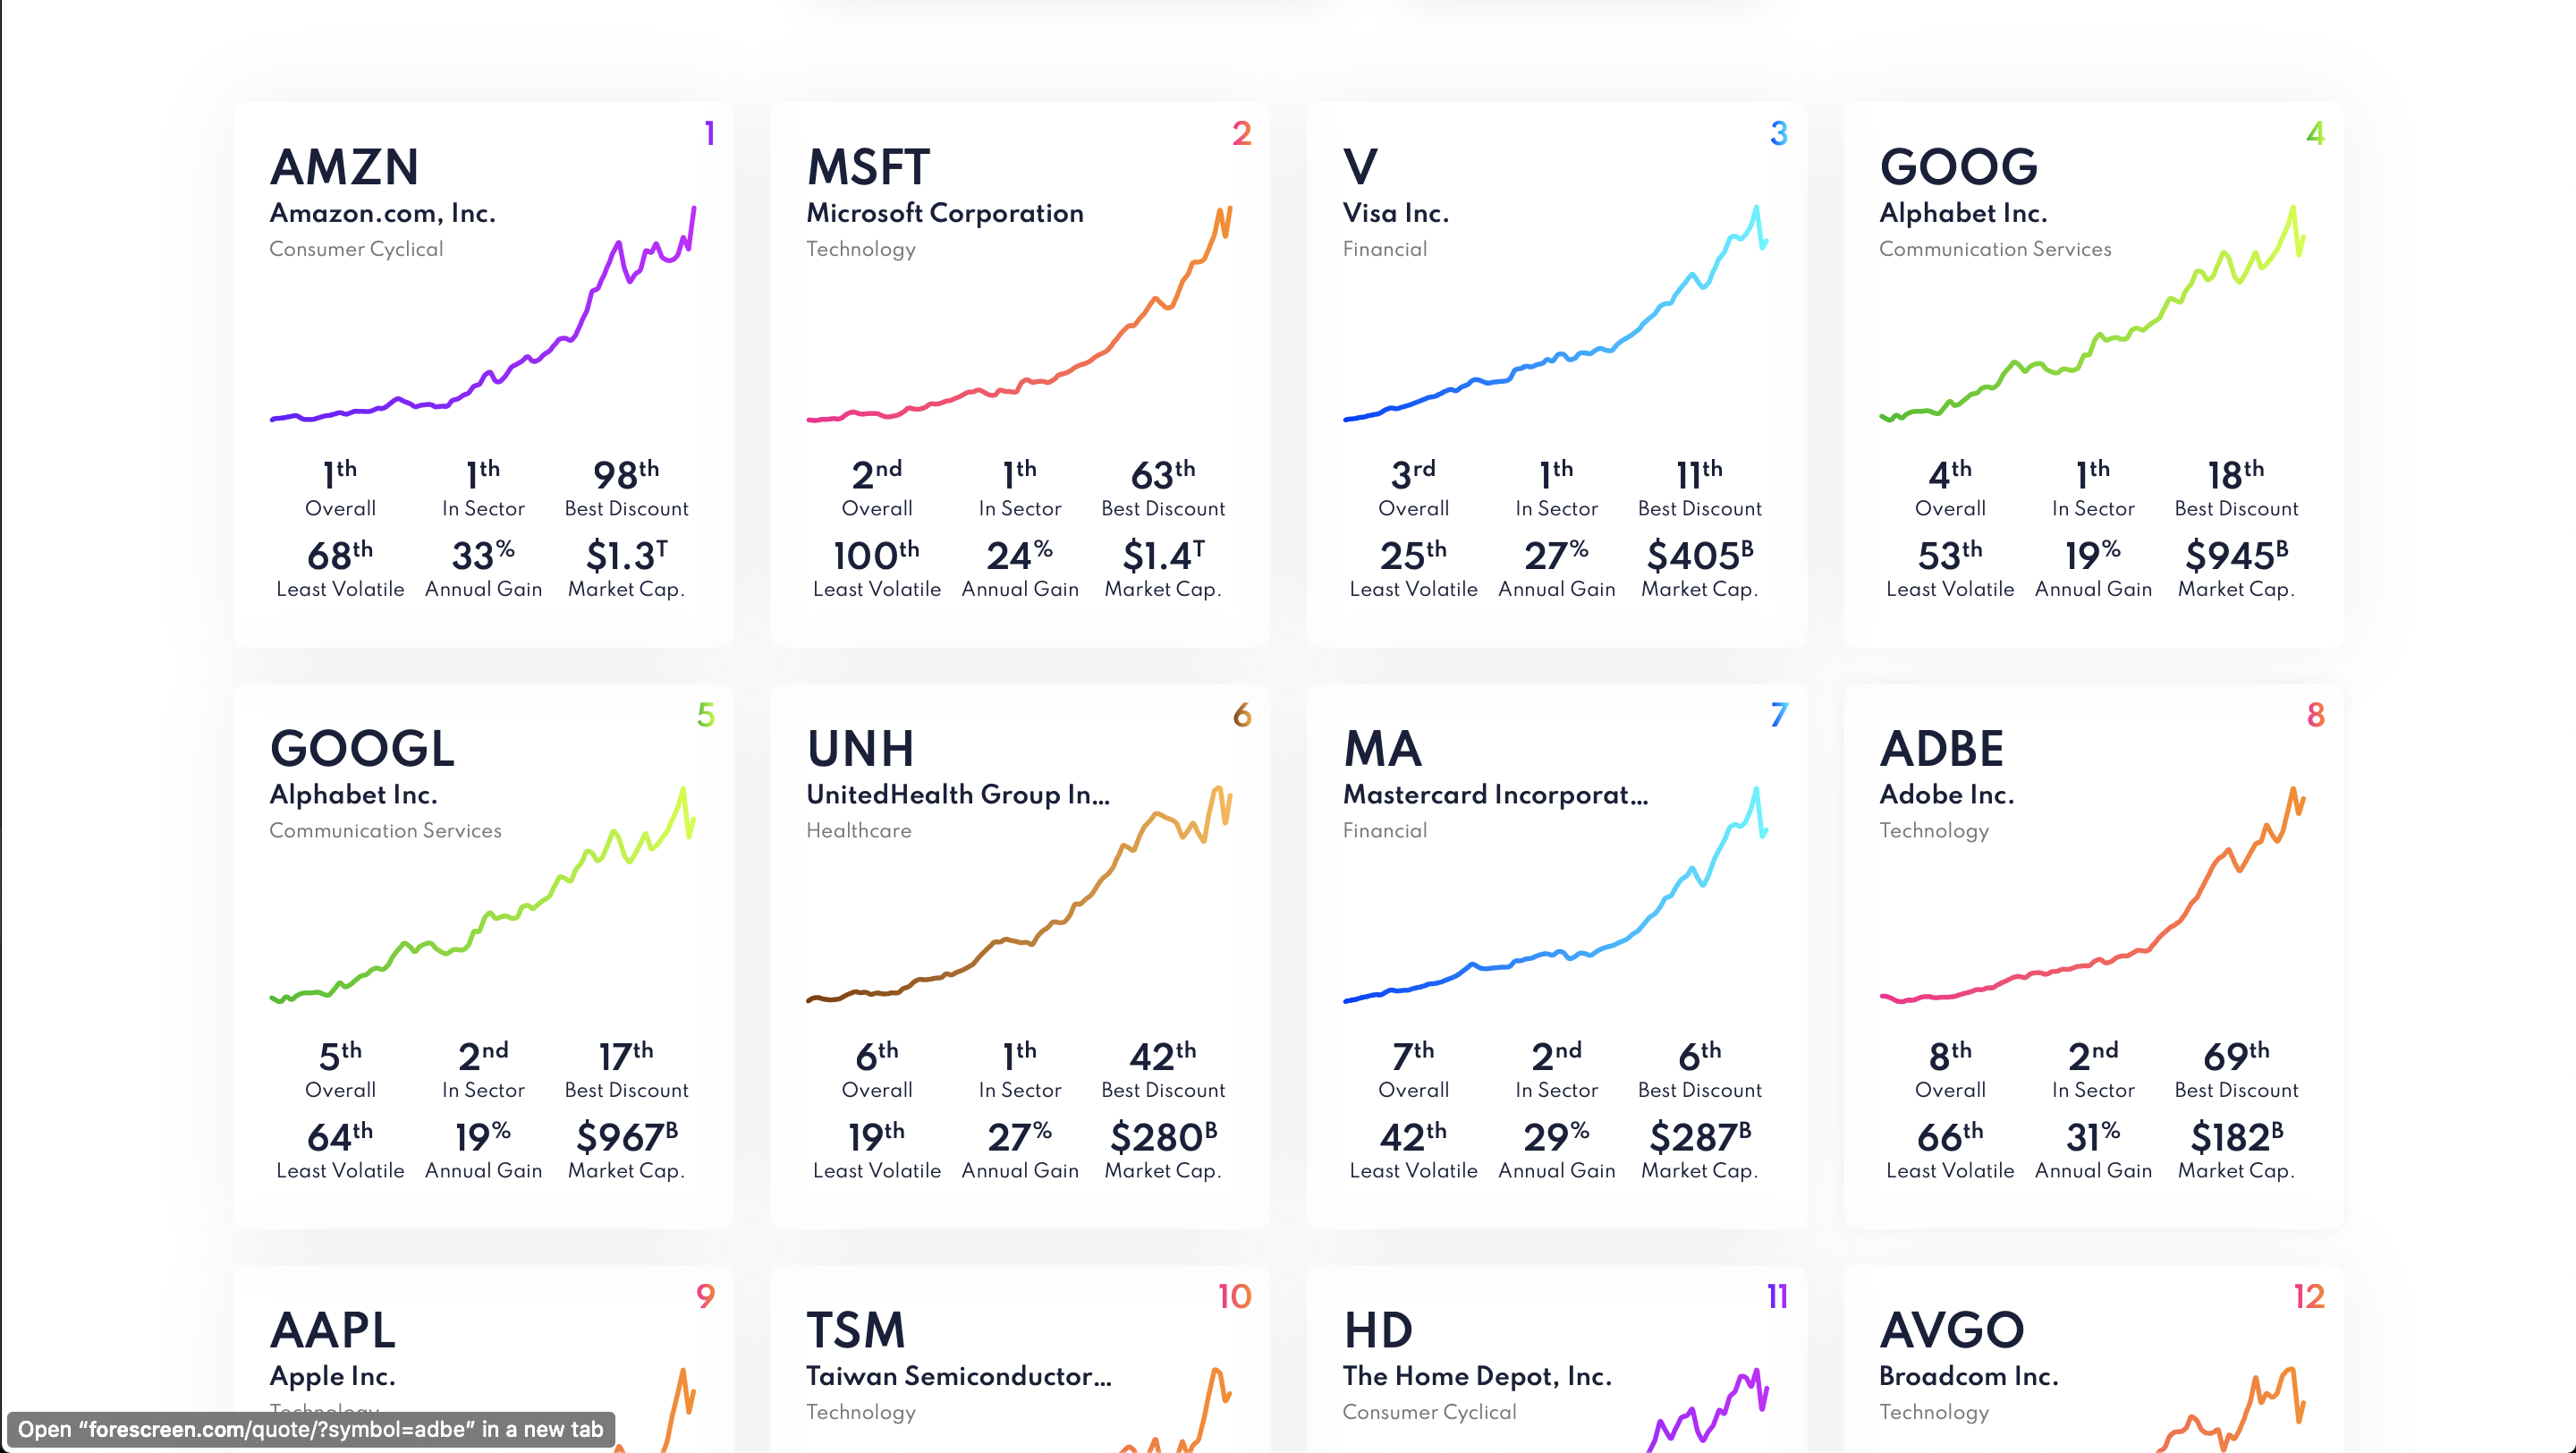 1
AMZN
Amazon.com, Inc.
Consumer Cyclical
1th 1th 98th
Overall In Sector Best Discount
68th 33% $1.3T
Least Volatile Annual Gain Market Cap.
2
MSFT
Microsoft Corporation
Technology
2nd 1th 63th
Overall In Sector Best Discount
100th 24% $1.4T
Least Volatile Annual Gain Market Cap.
3
V
Visa Inc.
Financial
3rd 1th 11th
Overall In Sector Best Discount
25th 27% $405B
Least Volatile Annual Gain Market Cap.
4
GOOG
Alphabet Inc.
Communication Services
4th 1th 18th
Overall In Sector Best Discount
53th 19% $945B
Least Volatile Annual Gain Market Cap.
5
GOOGL
Alphabet Inc.
Communication Services
5th 2nd 17th
Overall In Sector Best Discount
64th 19% $967B
Least Volatile Annual Gain Market Cap.
6
UNH
UnitedHealth Group In...
Healthcare
6th 1th 42th
Overall In Sector Best Discount
19th 27% $280B
Least Volatile Annual Gain Market Cap.
7
MA
Mastercard Incorporat...
Financial
7th 2nd 6th
Overall In Sector Best Discount
42th 29% $287B
Least Volatile Annual Gain Market Cap.
8
ADBE
Adobe Inc.
Technology
8th 2nd 69th
Overall In Sector Best Discount
66th 31% $182B
Least Volatile Annual Gain Market Cap.
9
AAPL
Apple Inc.
Technology
10
TSM
Taiwan Semiconductor...
Technology
11
HD
The Home Depot, Inc.
Consumer Cyclical
12
AVGO
Broadcom Inc.
Technology
Open “forescreen.com/quote/?symbol=adbe” in a new tab